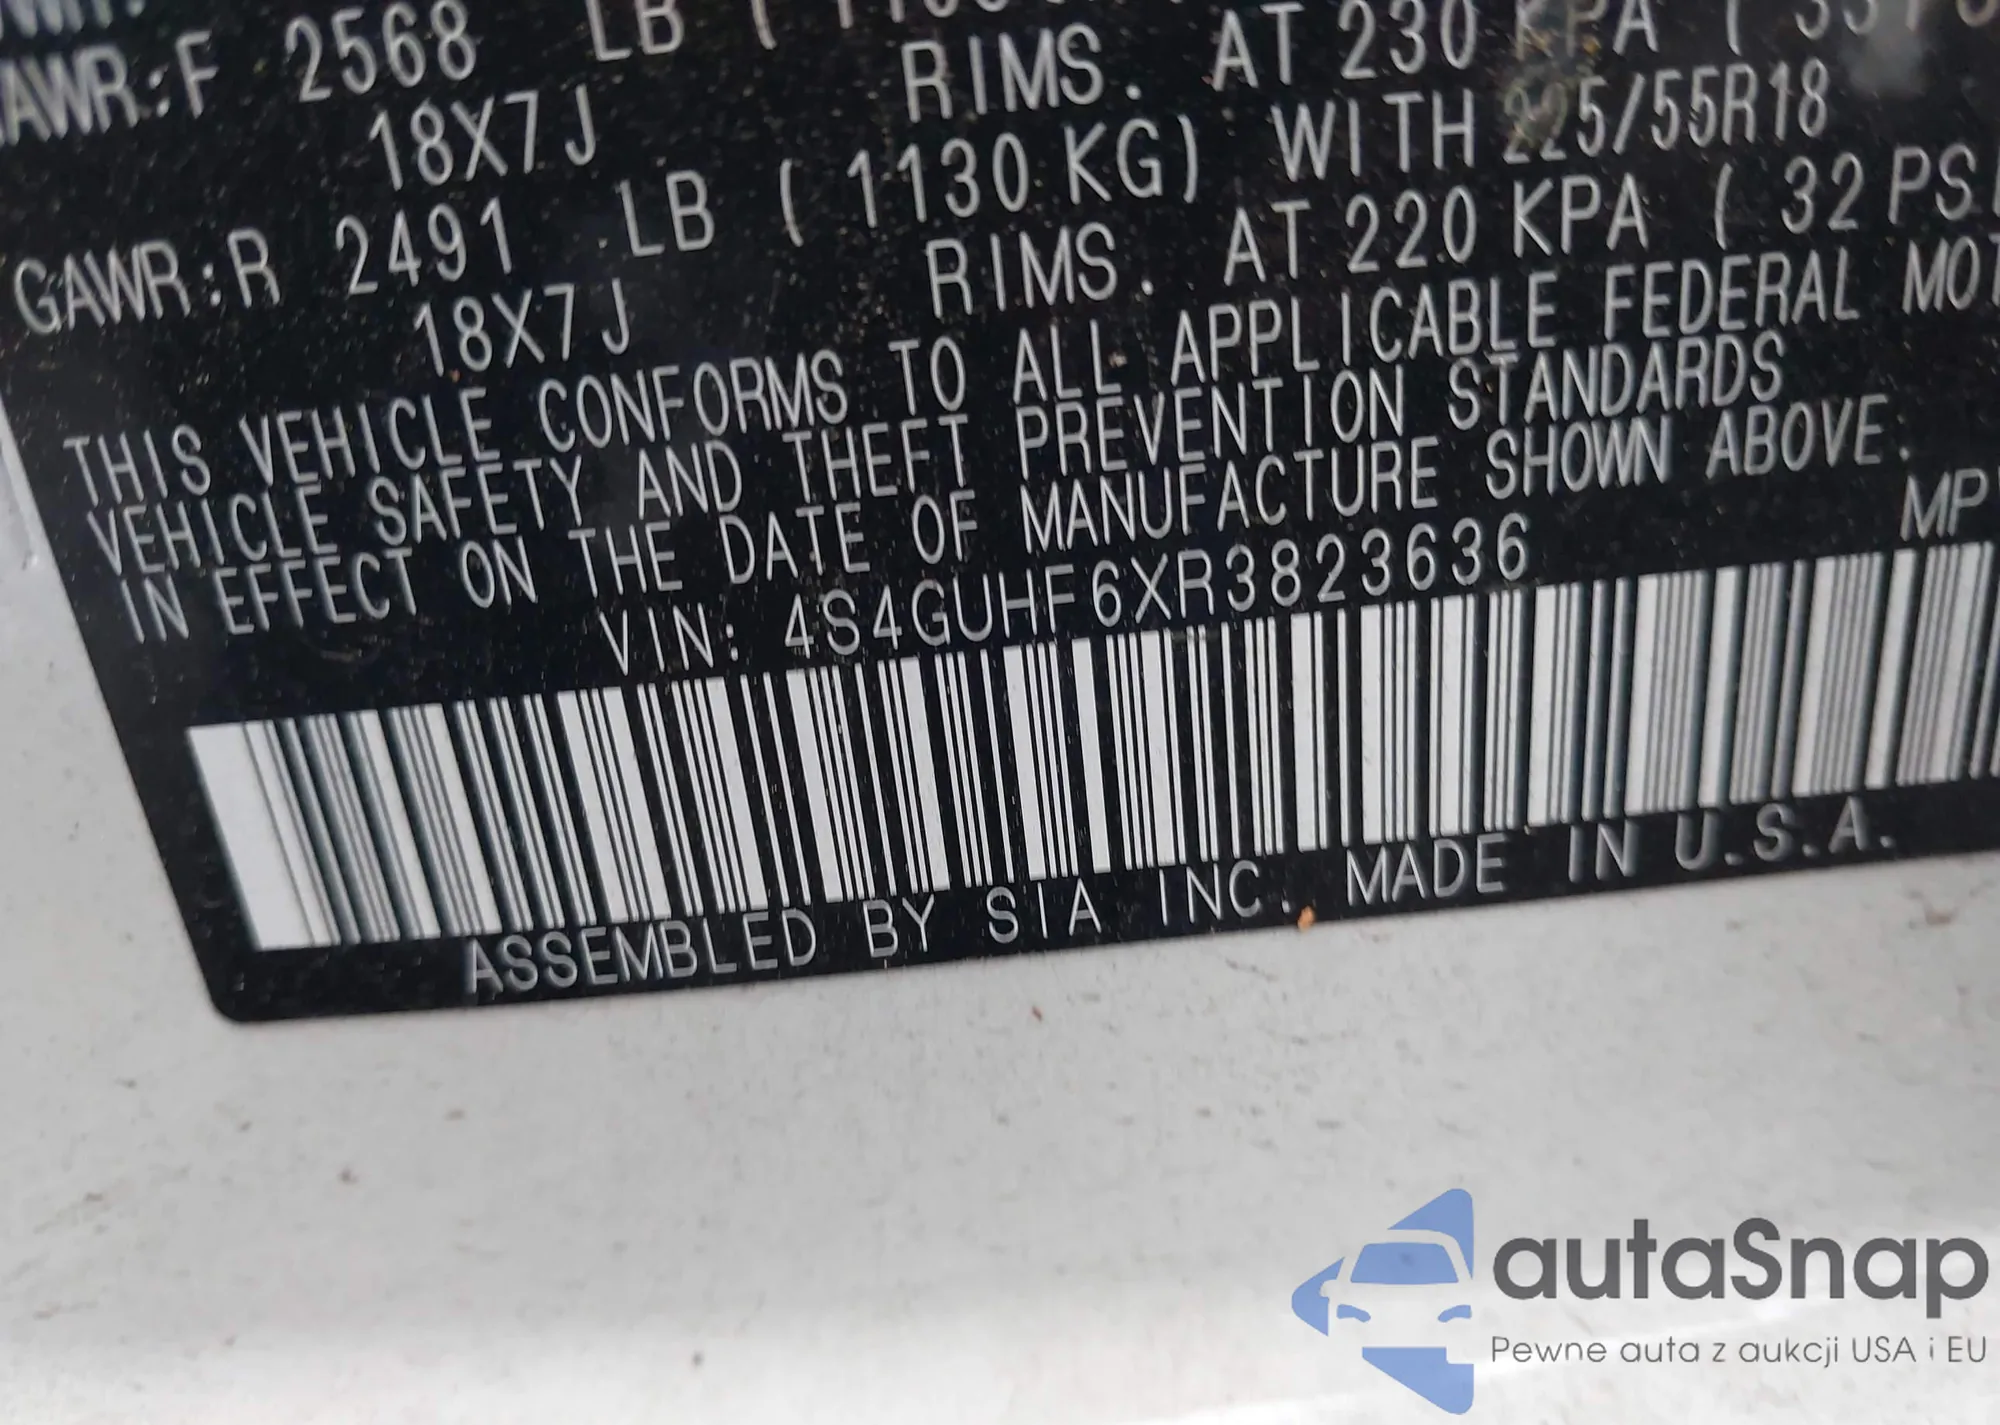 GAWR:F 2568 LB (
18X7J RIMS. AT 230 KPA (
GAWR:R 2491 LB ( 1130 KG) WITH 225/55R18
18X7J RIMS. AT 220 KPA ( 32 PSI
THIS VEHICLE CONFORMS TO ALL APPLICABLE FEDERAL MOT
VEHICLE SAFETY AND THEFT PREVENTION STANDARDS
IN EFFECT ON THE DATE OF MANUFACTURE SHOWN ABOVE.
VIN: 4S4GUHF6XR3823636 MP
ASSEMBLED BY SIA INC. MADE IN U.S.A.
autaSnap
Pewne auta z aukcji USA i EU